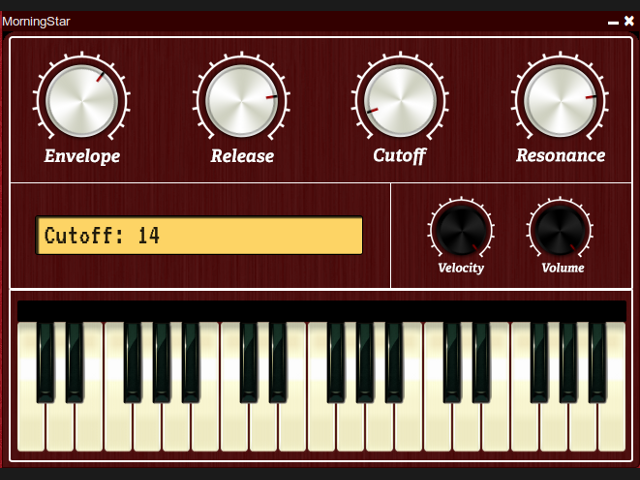 MorningStar
Envelope
Release
Cutoff
Resonance
Cutoff: 14
Velocity
Volume